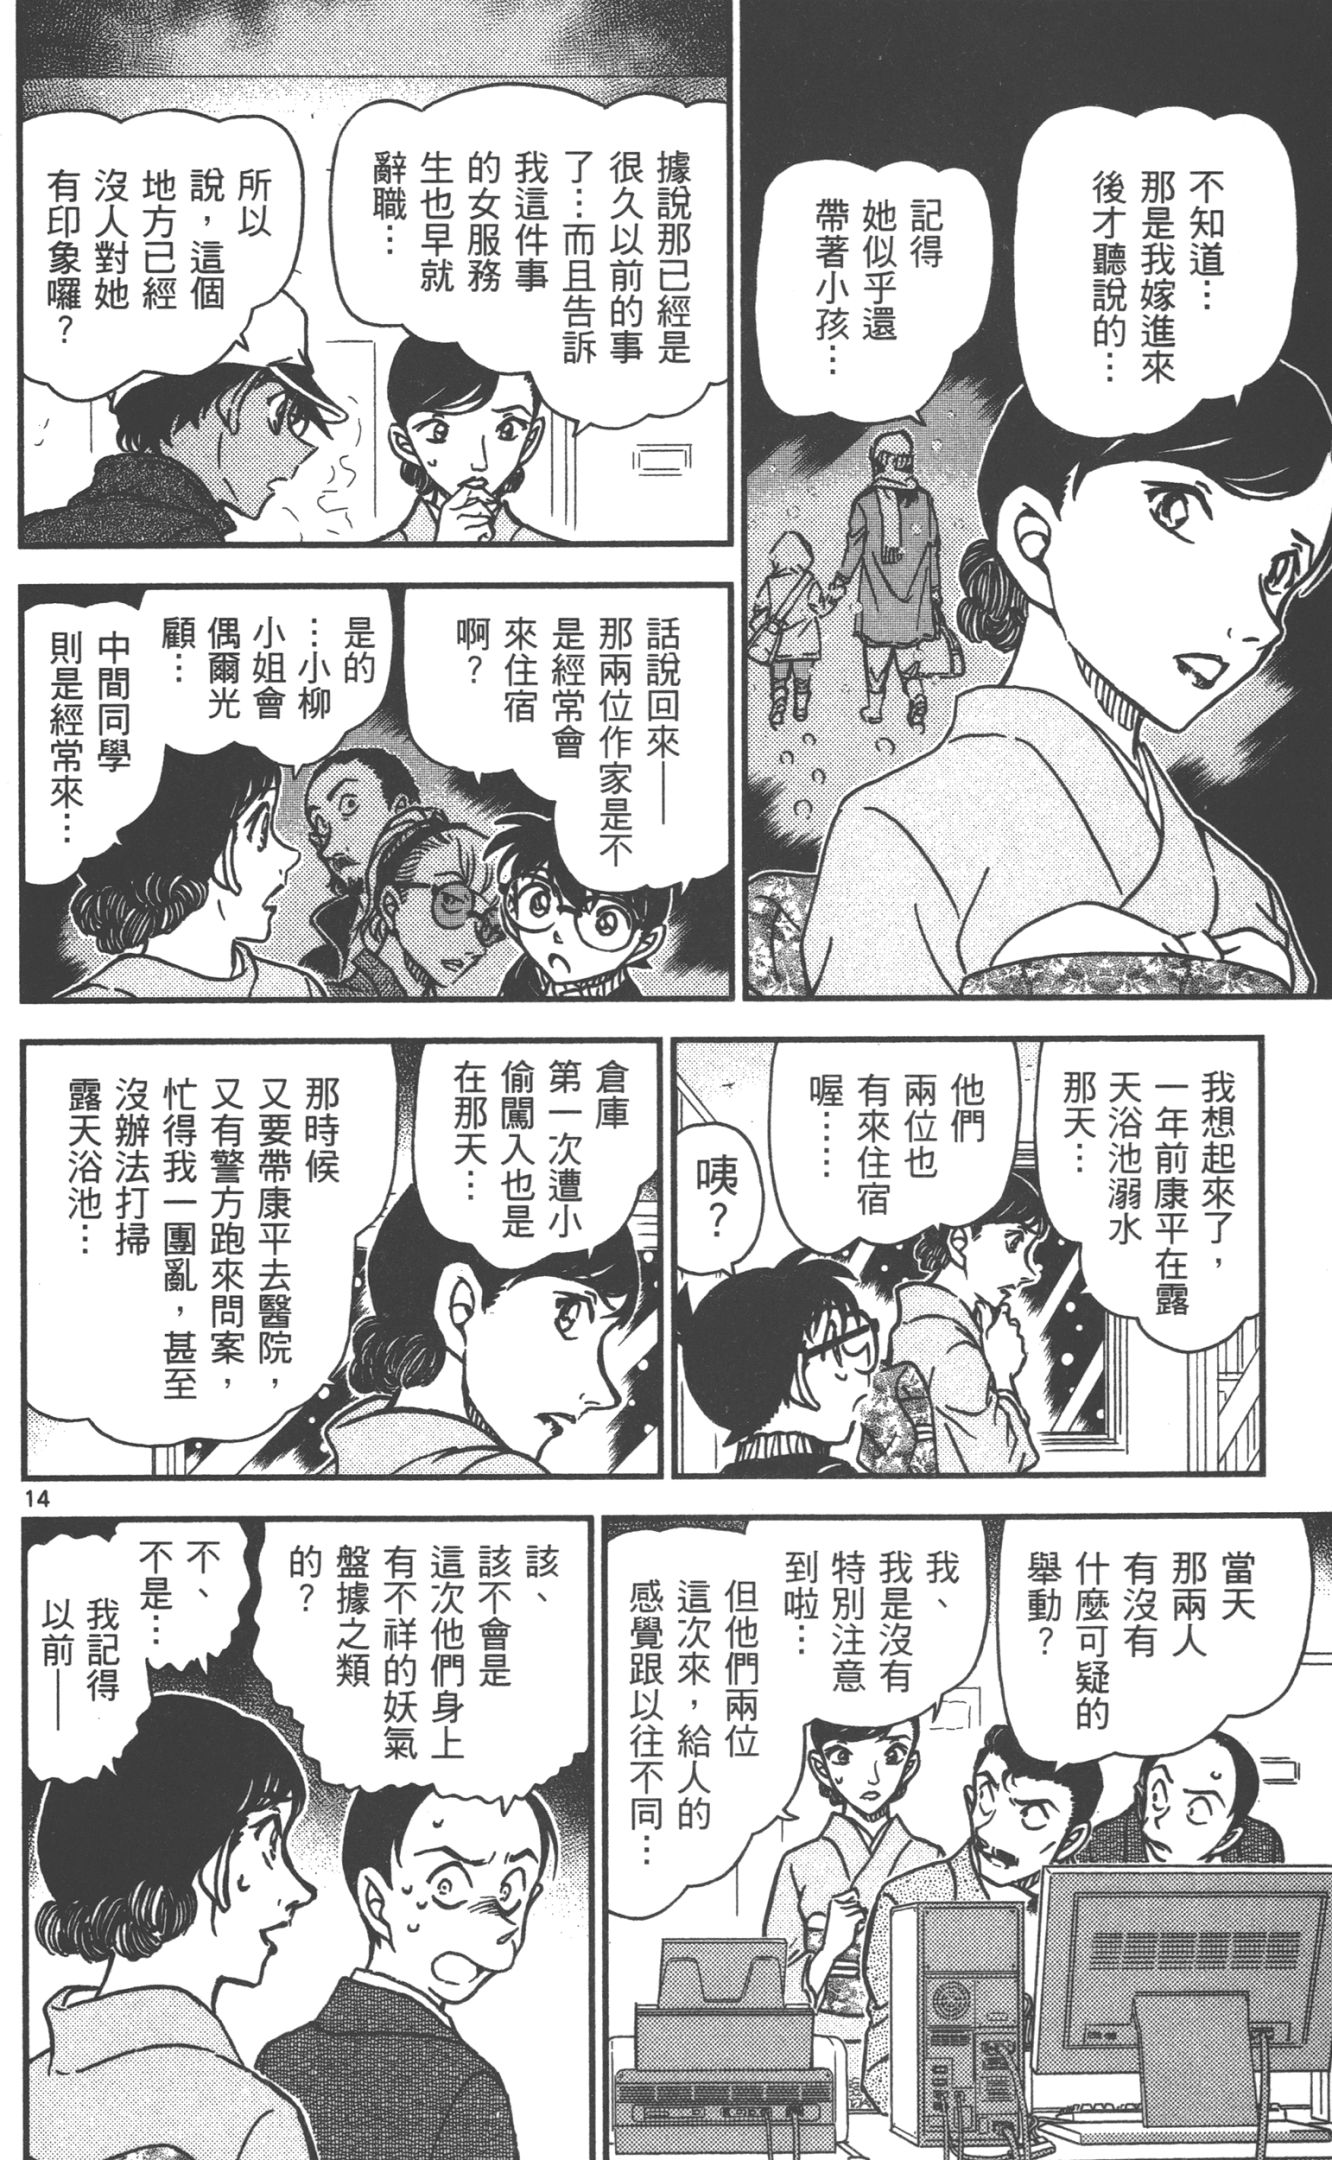 不知道…
那是我嫁進來
後才聽說的…
記得
她似乎還
帶著小孩…
據說那已經是
很久以前的事
了…而且告訴
我這件事
的女服務
生也早就
辭職…
所以
說，這個
地方已經
沒人對她
有印象囉？
話說回來——
那兩位作家是不
是經常會
來住宿
啊？
是的
…小柳
小姐會
偶爾光
顧…
中間同學
則是經常來…
我想起來了，
一年前康平在露
天浴池溺水
那天…
他們
兩位也
有來住宿
喔……
咦？
倉庫
第一次遭小
偷闖入也是
在那天…
那時候
又要帶康平去醫院，
又有警方跑來問案，
忙得我一團亂，甚至
沒辦法打掃
露天浴池…
14
當天
那兩人
有沒有
什麼可疑的
舉動？
我、
我是沒有
特別注意
到啦…
但他們兩位
這次來，給人的
感覺跟以往不同…
該、
該不會是
這次他們身上
有不祥的妖氣
盤據之類
的？
不、
不是…
我記得
以前——